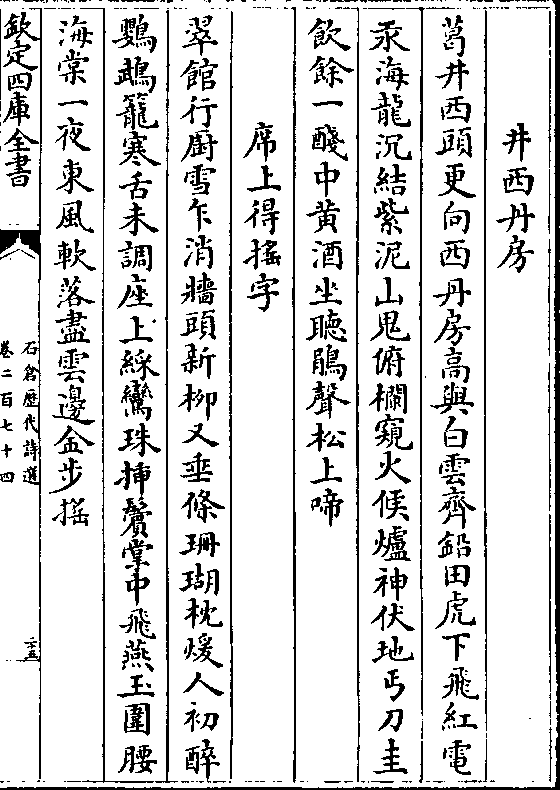 井西丹房
葛井西頭更向西丹房高與白雲齊鉛田虎下飛紅電
汞海龍沉結紫泥山鬼俯欄窺火候爐神伏地丐刀圭
飲餘一醆中黄酒坐聽鵑聲松上啼
席上得摇字
翠館行厨雪乍消牆頭新柳又垂條珊瑚枕煖人初醉
鸚鵡籠寒舌未調座上綵鸞珠插鬢掌中飛燕玉圍腰
海棠一夜東風軟落盡雲邊金步摇
欽定四庫全書
石倉歷代詩選
卷二百七十四
二五